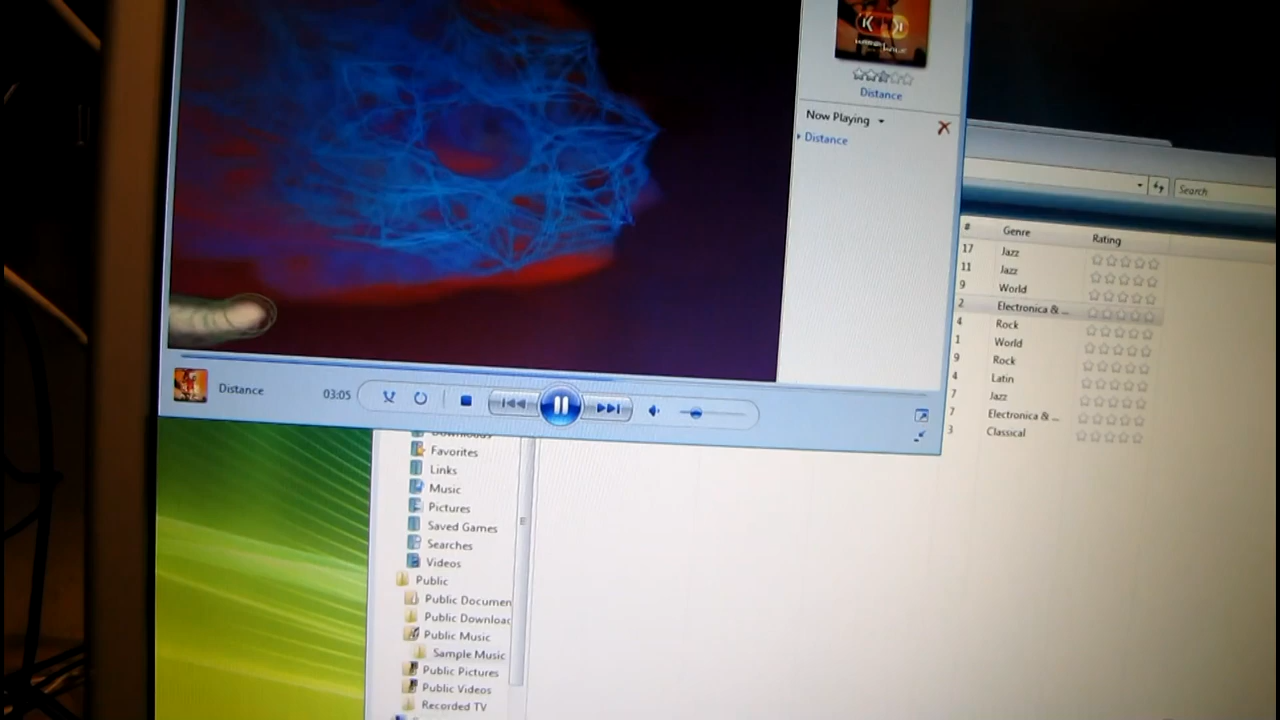 Distance
Now Playing
Distance
Search
# Genre Rating
17 Jazz
11 Jazz
9 World
2 Electronica & ...
4 Rock
1 World
9 Rock
4 Latin
7 Jazz
7 Electronica & ...
3 Classical
Distance 03:05
Downloads
Favorites
Links
Music
Pictures
Saved Games
Searches
Videos
Public
Public Documen
Public Downloac
Public Music
Sample Music
Public Pictures
Public Videos
Recorded TV